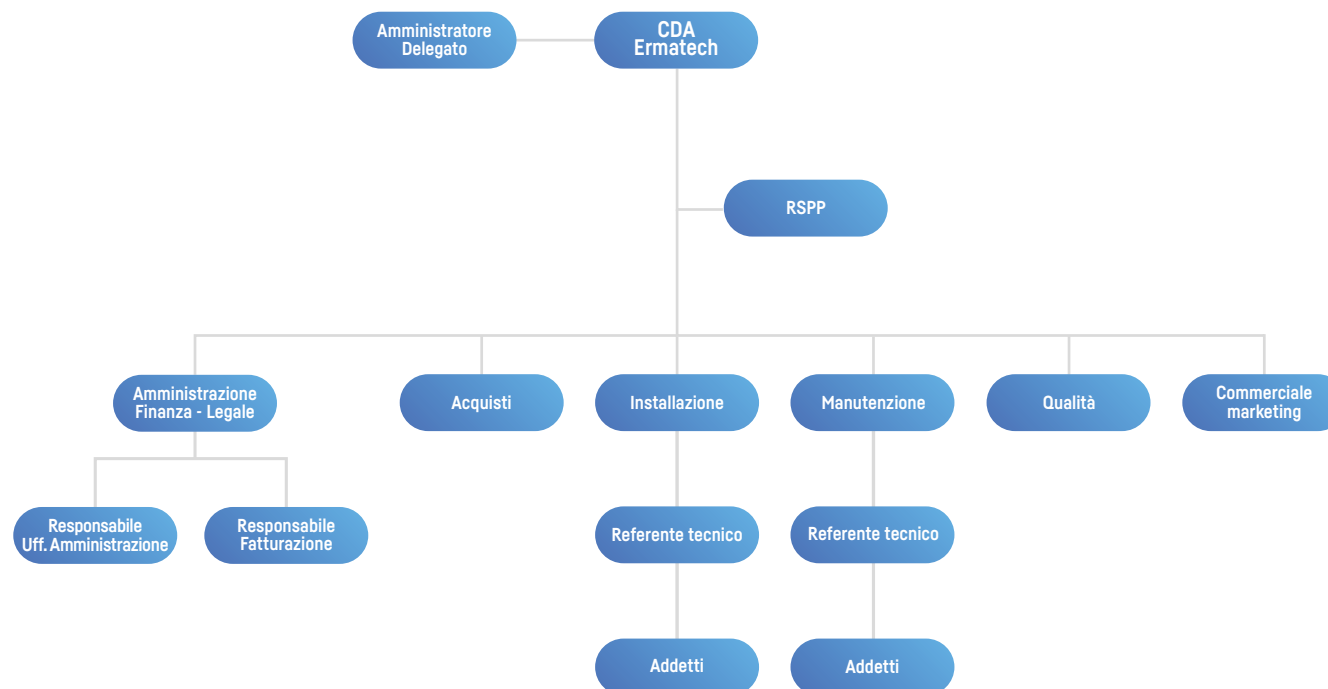 Amministratore
Delegato
CDA
Ermatech
RSPP
Amministrazione
Finanza - Legale
Acquisti
Installazione
Manutenzione
Qualità
Commerciale
marketing
Responsabile
Uff. Amministrazione
Responsabile
Fatturazione
Referente tecnico
Referente tecnico
Addetti
Addetti